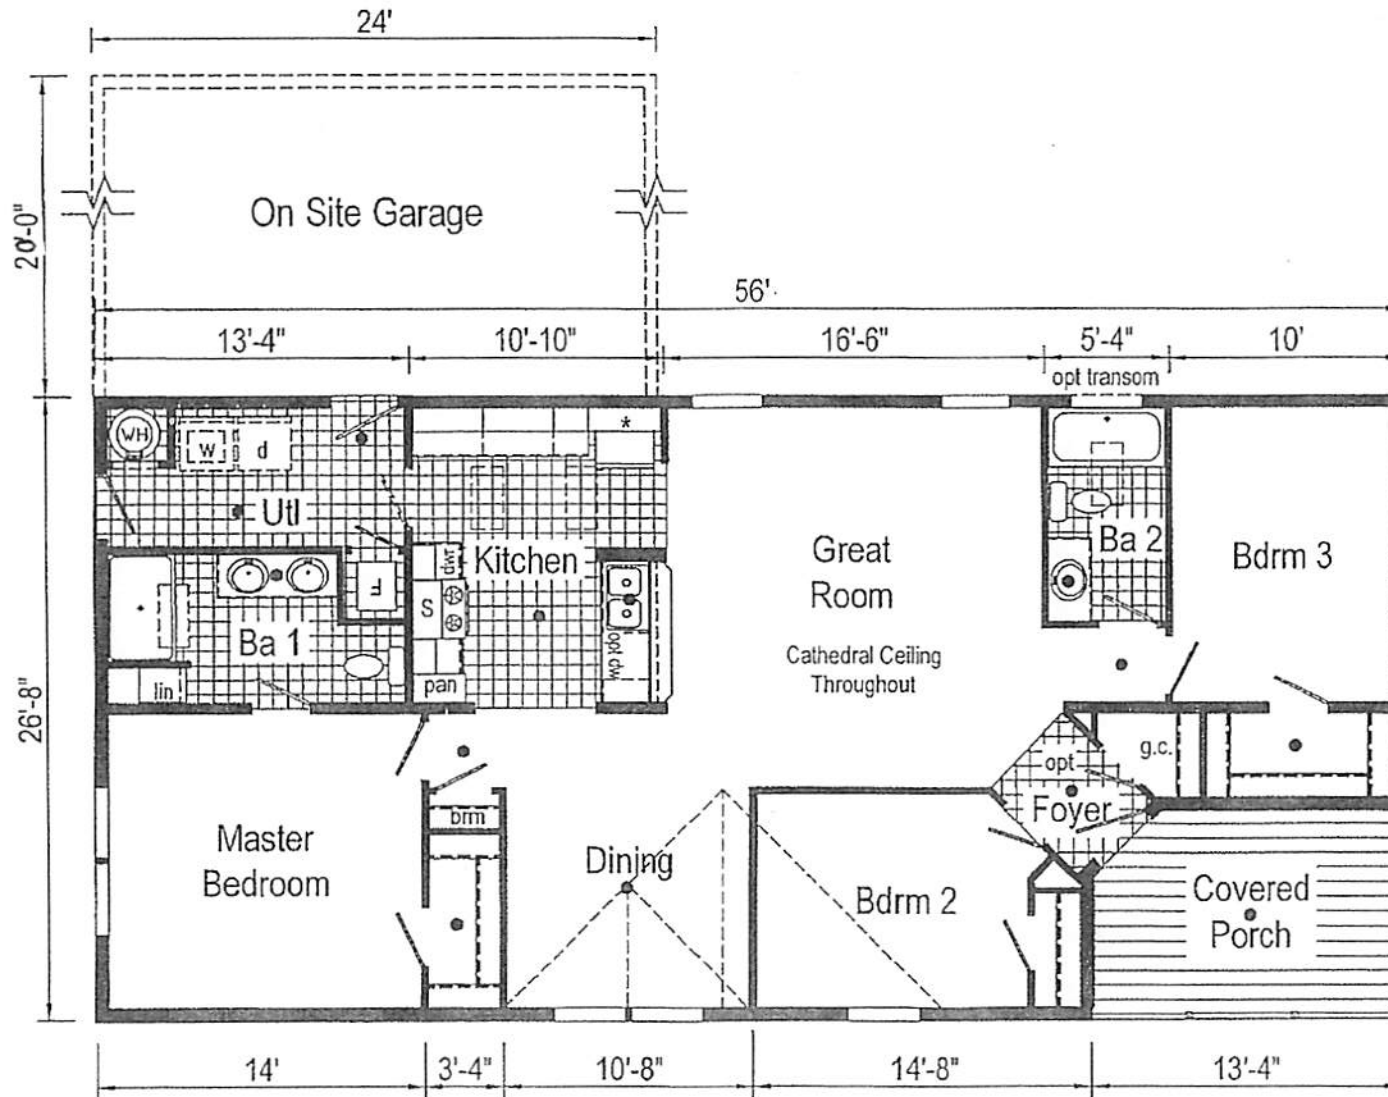 24'
On Site Garage
20'-0"
56'
13'-4"
10'-10"
16'-6"
5'-4"
10'
opt transom
WH
w
d
*
Utl
Kitchen
dwr
Great
Room
Ba 2
Bdrm 3
F
S
Ba 1
opt dw
Cathedral Ceiling
Throughout
lin
pan
26'-8"
g.c.
opt
Foyer
brm
Master
Bedroom
Dining
Bdrm 2
Covered
Porch
14'
3'-4"
10'-8"
14'-8"
13'-4"